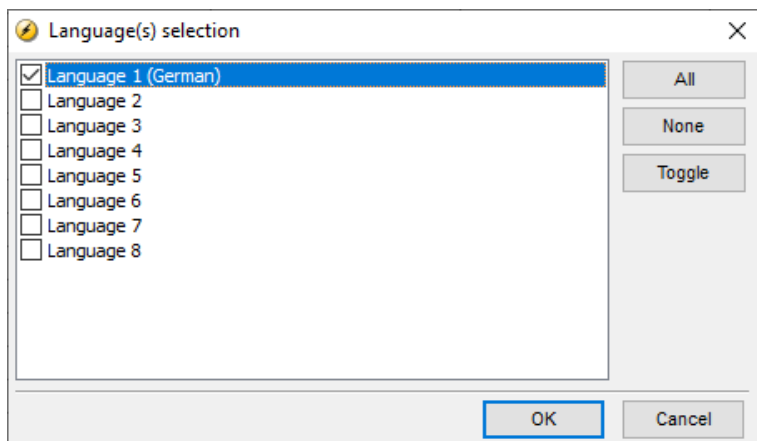 Language(s) selection
Language 1 (German)
Language 2
Language 3
Language 4
Language 5
Language 6
Language 7
Language 8
All
None
Toggle
OK
Cancel